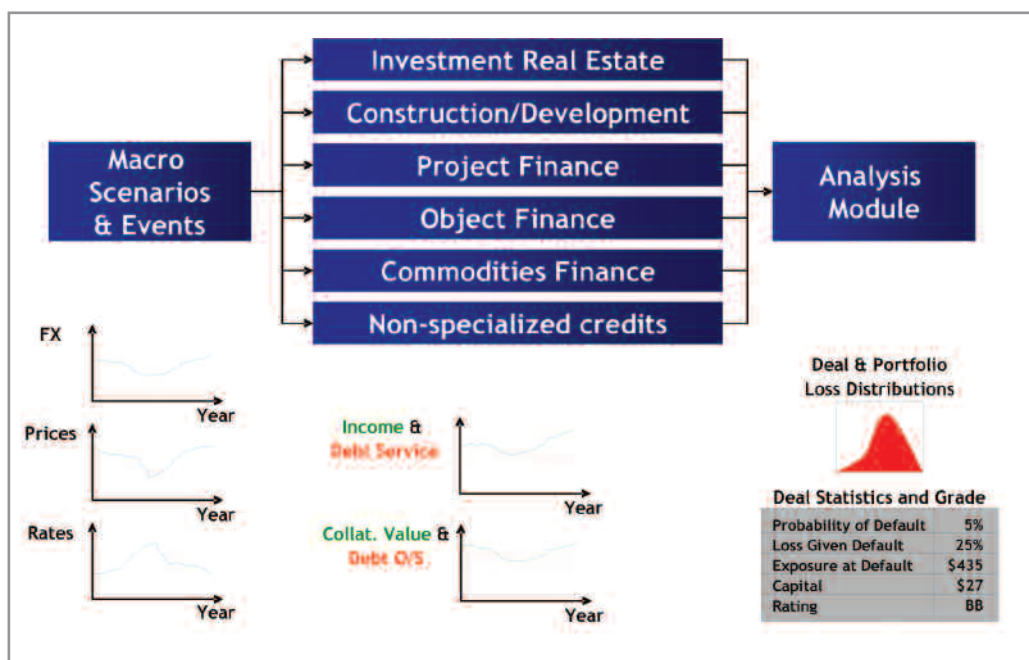 Investment Real Estate
Construction/Development
Project Finance
Object Finance
Commodities Finance
Non-specialized credits
Macro
Scenarios
& Events
Analysis
Module
FX
Year
Prices
Year
Rates
Year
Income &
Debt Service
Year
Collat. Value &
Debt O/S
Year
Deal & Portfolio
Loss Distributions
Deal Statistics and Grade
Probability of Default 5%
Loss Given Default 25%
Exposure at Default $435
Capital $27
Rating BB